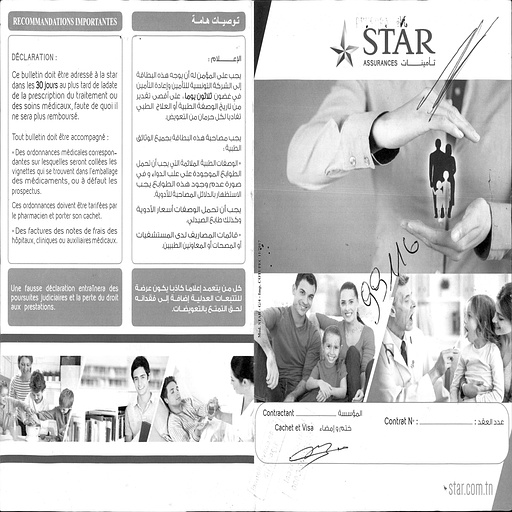 RECOMMANDATIONS IMPORTANTES
DÉCLARATION :
Ce bulletin doit être adressé à la star
dans les 30 jours au plus tard de ladate
de la prescription du traitement ou
des soins médicaux, faute de quoi il
ne sera plus remboursé.
Tout bulletin doit être accompagné :
• Des ordonnances médicales correspon-
dantes sur lesquelles seront collées les
vignettes qui se trouvent dans l'emballage
des médicaments, ou à défaut les
prospectus.
Ces ordonnances doivent être tarifées par
le pharmacien et porter son cachet.
• Des factures des notes de frais des
hôpitaux, cliniques ou auxiliaires médicaux.
Une fausse déclaration entraînera des
poursuites judiciaires et la perte du droit
aux prestations.
توصيات هامة
الإعلام :
يجب على المؤمن له أن يوجه هذه البطاقة
إلى الشركة التونسية للتأمين وإعادة التأمين
في غضون ثلاثون يوما، على أقصى تقدير
من تاريخ الوصفة الطبية أو العلاج الطبي
تفاديا لكل حرمان من التعويض.
يجب مصاحبة هذه البطاقة بجميع الوثائق
الطبية :
• الوصفات الطبية الملائمة التي يجب أن تحمل
الطوابع الموجودة على علب الدواء و في
صورة عدم وجود هذه الطوابع يجب
الاستظهار بالدلائل المصاحبة للأدوية.
يجب أن تحمل الوصفات أسعار الأدوية
وكذلك طابع الصيدلي.
• قائمات المصاريف لدى المستشفيات
أو المصحات أو المعاونين الطبيين.
كل من يتعمد إعلاما كاذبا يكون عرضة
للتتبعات العدلية إضافة إلى فقدانه
لحق التمتع بالتعويضات.
STAR
ASSURANCES تأمينات
99116
Contractant المؤسسة
Cachet et Visa ختم و إمضاء
Contrat N° : عدد العقد :
star.com.tn